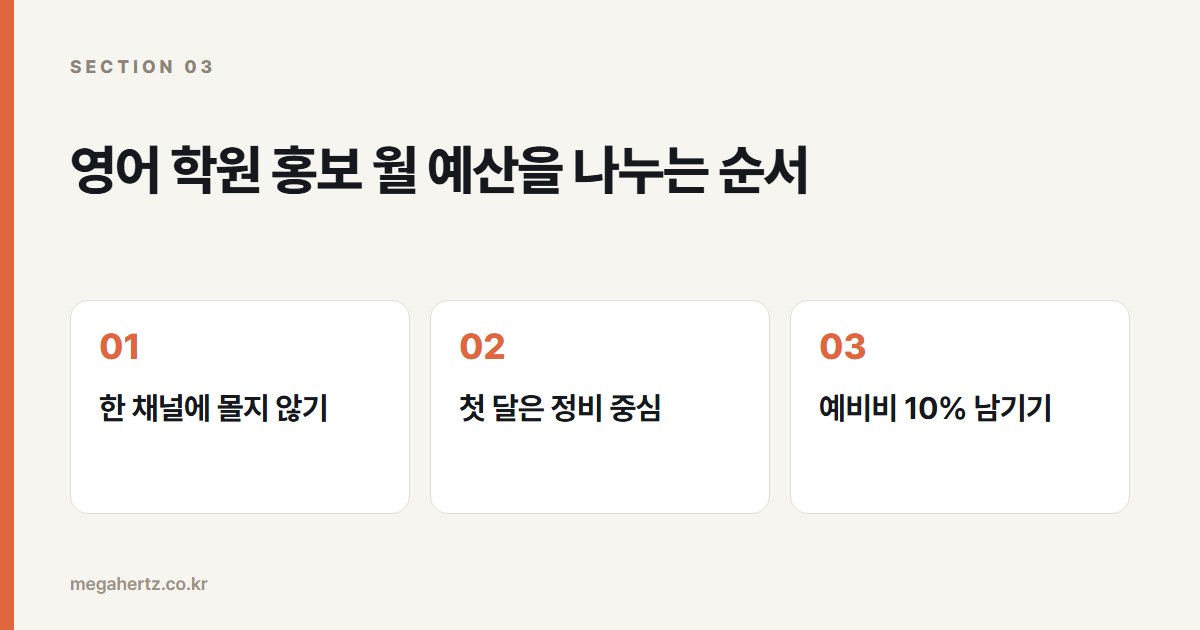 SECTION 03
영어 학원 홍보 월 예산을 나누는 순서
01
한 채널에 몰지 않기
02
첫 달은 정비 중심
03
예비비 10% 남기기
megahertz.co.kr